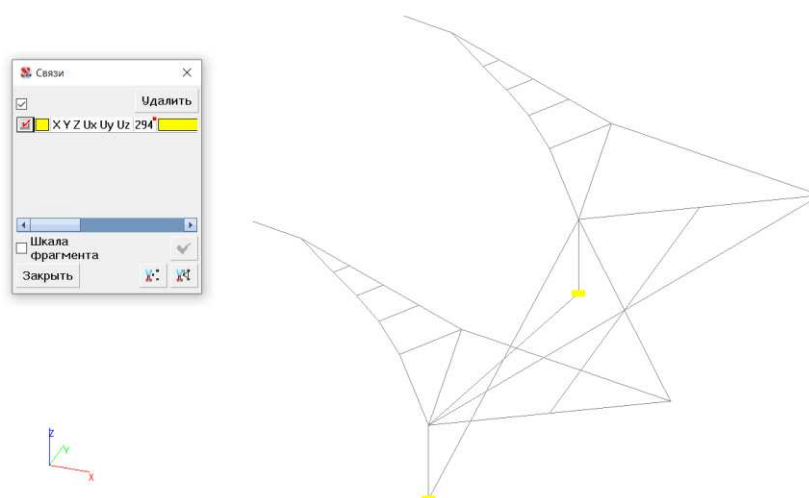 Связи
Удалить
X Y Z Ux Uy Uz 294
Шкала
фрагмента
Закрыть
Z
Y
X